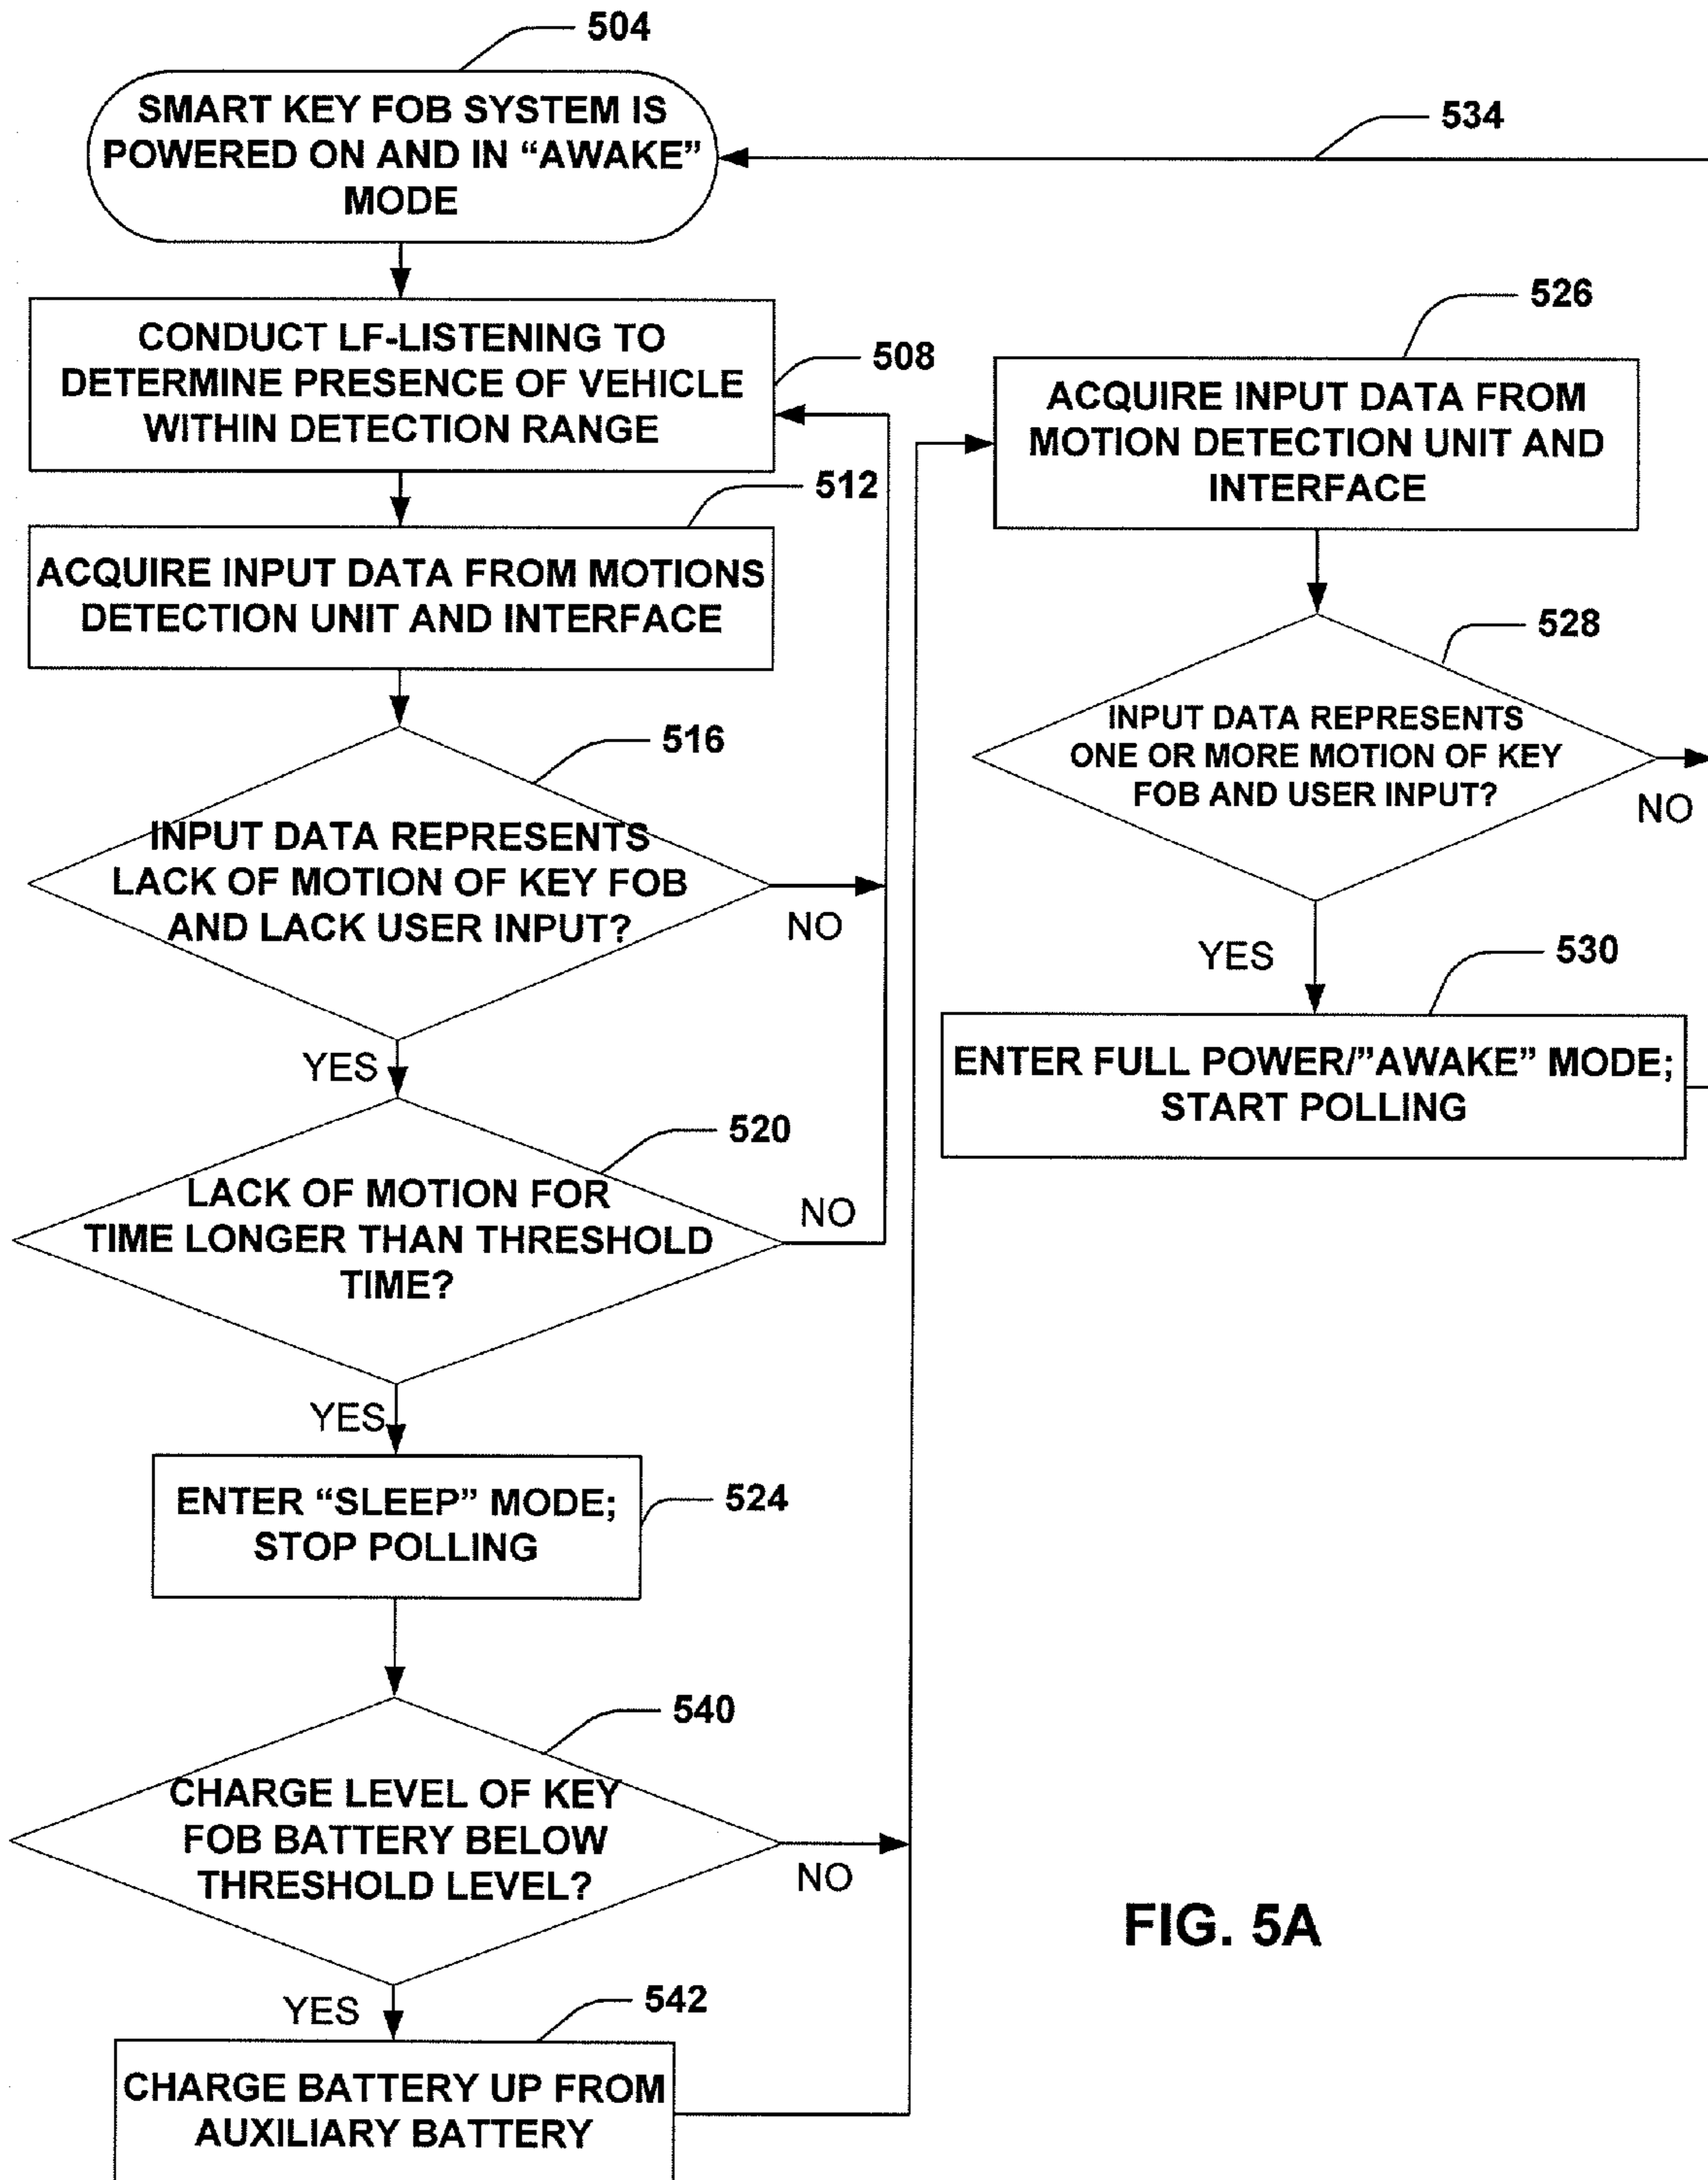 504
SMART KEY FOB SYSTEM IS
POWERED ON AND IN “AWAKE”
MODE
534
CONDUCT LF-LISTENING TO
DETERMINE PRESENCE OF VEHICLE
WITHIN DETECTION RANGE
508
512
ACQUIRE INPUT DATA FROM MOTIONS
DETECTION UNIT AND INTERFACE
516
INPUT DATA REPRESENTS
LACK OF MOTION OF KEY FOB
AND LACK USER INPUT?
NO
YES
520
LACK OF MOTION FOR
TIME LONGER THAN THRESHOLD
TIME?
NO
YES
ENTER “SLEEP” MODE;
STOP POLLING
524
540
CHARGE LEVEL OF KEY
FOB BATTERY BELOW
THRESHOLD LEVEL?
NO
YES
542
CHARGE BATTERY UP FROM
AUXILIARY BATTERY
526
ACQUIRE INPUT DATA FROM
MOTION DETECTION UNIT AND
INTERFACE
528
INPUT DATA REPRESENTS
ONE OR MORE MOTION OF KEY
FOB AND USER INPUT?
NO
YES
530
ENTER FULL POWER/”AWAKE” MODE;
START POLLING
FIG. 5A